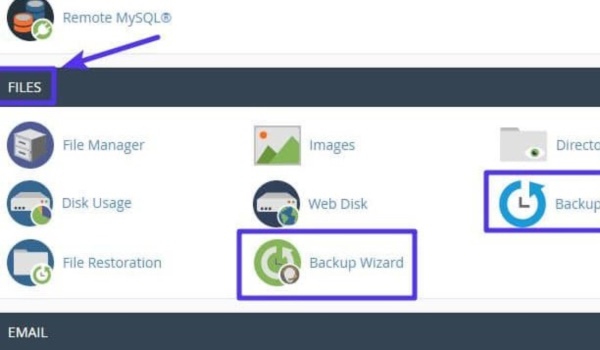 Remote MySQL®
FILES
File Manager
Images
Directo
Disk Usage
Web Disk
Backup
File Restoration
Backup Wizard
EMAIL